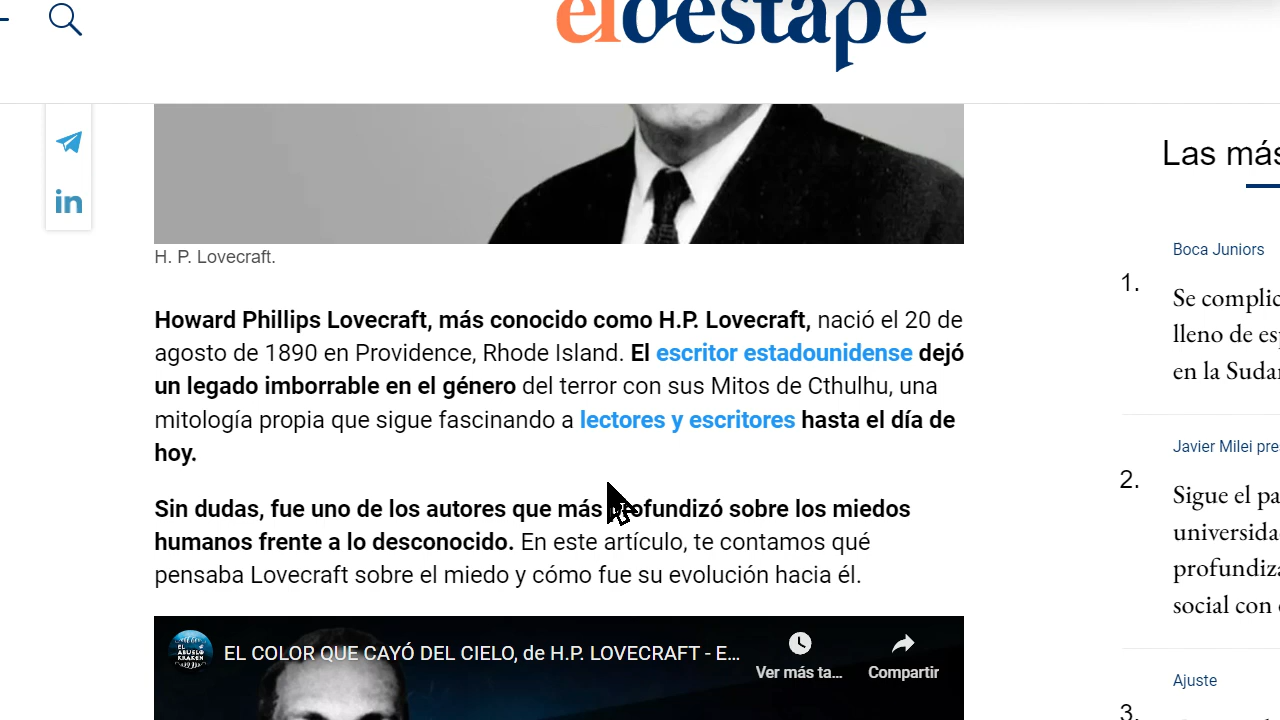 eldestape
H. P. Lovecraft.
Howard Phillips Lovecraft, más conocido como H.P. Lovecraft, nació el 20 de
agosto de 1890 en Providence, Rhode Island. El escritor estadounidense dejó
un legado imborrable en el género del terror con sus Mitos de Cthulhu, una
mitología propia que sigue fascinando a lectores y escritores hasta el día de
hoy.
Sin dudas, fue uno de los autores que más profundizó sobre los miedos
humanos frente a lo desconocido. En este artículo, te contamos qué
pensaba Lovecraft sobre el miedo y cómo fue su evolución hacia él.
EL ABUELO KRAKEN
EL COLOR QUE CAYÓ DEL CIELO, de H.P. LOVECRAFT - E...
Ver más ta...
Compartir
Las más
Boca Juniors
1.
Se complic
lleno de es
en la Suda
Javier Milei pre
2.
Sigue el pa
universida
profundiza
social con
Ajuste
3.